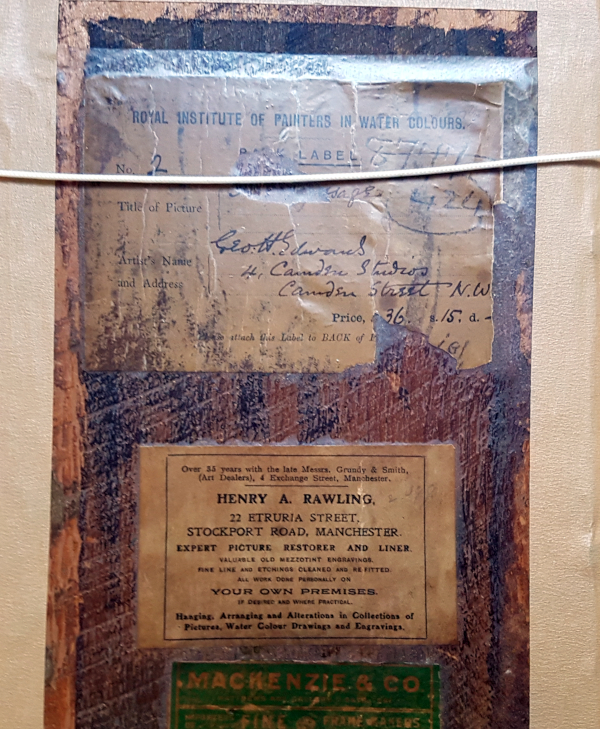 ROYAL INSTITUTE OF PAINTERS IN WATER COLOURS.
LABEL
No. 2
Title of Picture
Geo. H. Edwards
Artist's Name
4, Camden Studios
and Address
Camden Street N.W.
Price, 36. s. 15. d. -
attach this Label to BACK of
Over 35 years with the late Messrs. Grundy & Smith,
(Art Dealers), 4 Exchange Street, Manchester.
HENRY A. RAWLING,
22 ETRURIA STREET,
STOCKPORT ROAD, MANCHESTER.
EXPERT PICTURE RESTORER AND LINER.
VALUABLE OLD MEZZOTINT ENGRAVINGS.
FINE LINE AND ETCHINGS CLEANED AND REFITTED.
ALL WORK DONE PERSONALLY ON
YOUR OWN PREMISES.
IF DESIRED AND WHERE PRACTICAL.
Hanging, Arranging and Alterations in Collections of
Pictures, Water Colour Drawings and Engravings.
MACKENZIE & CO
FINE FRAME MAKERS